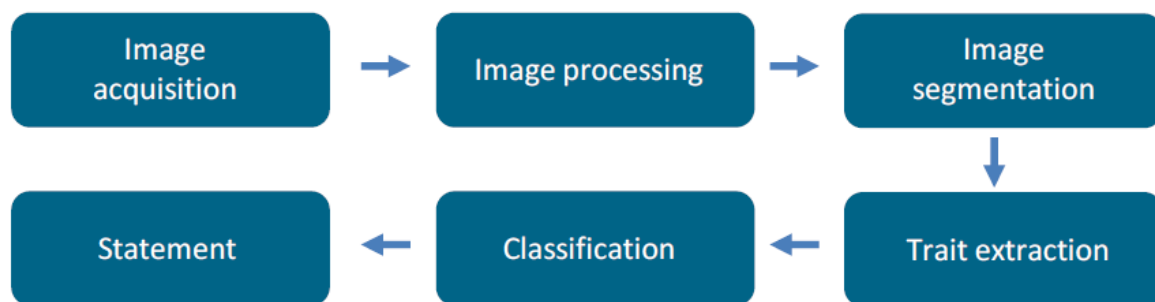 Image
acquisition
Image processing
Image
segmentation
Trait extraction
Classification
Statement